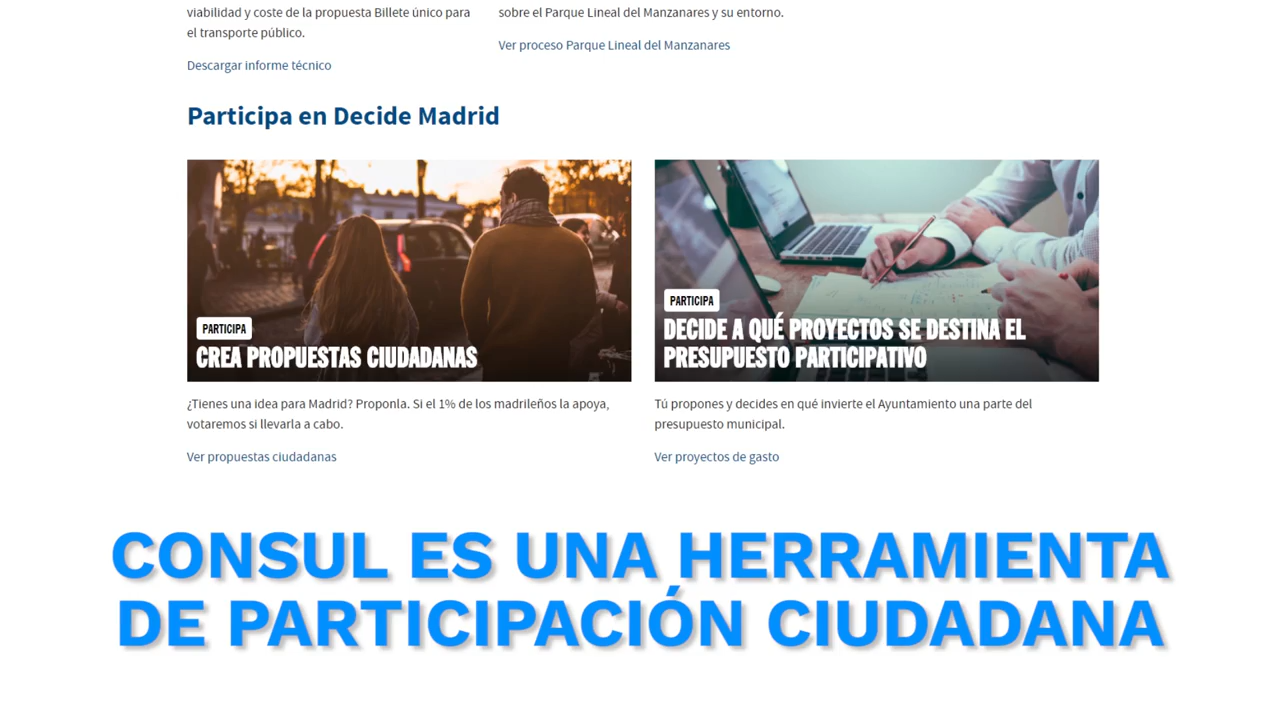 viabilidad y coste de la propuesta Billete único para
el transporte público.
Descargar informe técnico
sobre el Parque Lineal del Manzanares y su entorno.
Ver proceso Parque Lineal del Manzanares
Participa en Decide Madrid
PARTICIPA
CREA PROPUESTAS CIUDADANAS
¿Tienes una idea para Madrid? Proponla. Si el 1% de los madrileños la apoya,
votaremos si llevarla a cabo.
Ver propuestas ciudadanas
PARTICIPA
DECIDE A QUÉ PROYECTOS SE DESTINA EL
PRESUPUESTO PARTICIPATIVO
Tú propones y decides en qué invierte el Ayuntamiento una parte del
presupuesto municipal.
Ver proyectos de gasto
CONSUL ES UNA HERRAMIENTA
DE PARTICIPACIÓN CIUDADANA